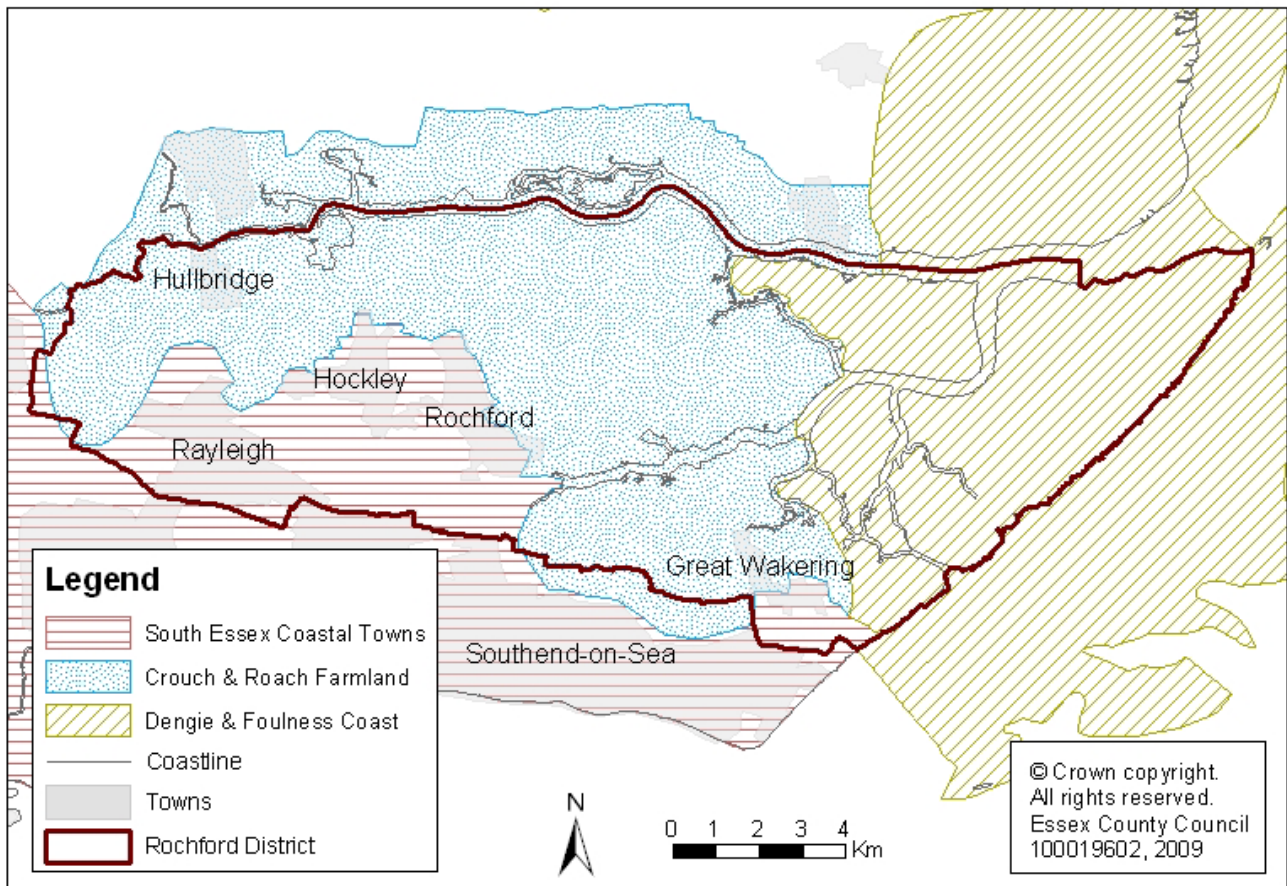 Hullbridge
Hockley
Rochford
Rayleigh
Great Wakering
Southend-on-Sea
Legend
South Essex Coastal Towns
Crouch & Roach Farmland
Dengie & Foulness Coast
Coastline
Towns
Rochford District
N
0 1 2 3 4
Km
© Crown copyright.
All rights reserved.
Essex County Council
100019602, 2009